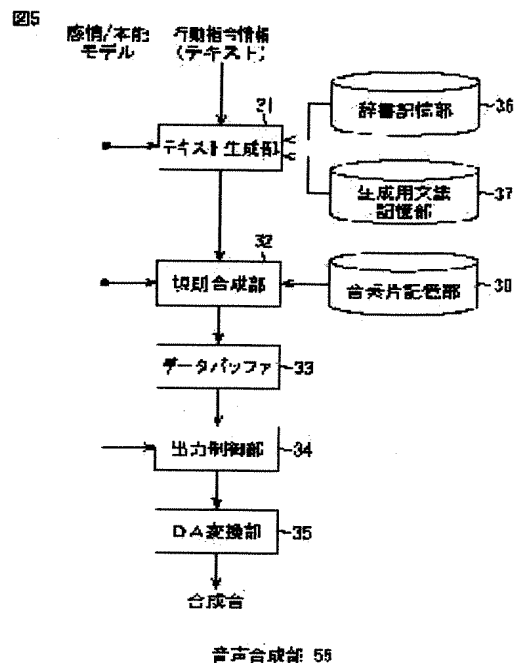 図5
感情/本能
モデル
行動指令情報
(テキスト)
31
テキスト生成部
辞書記憶部
36
生成用文法
記憶部
37
32
規則合成部
音素片記憶部
38
データバッファ
33
出力制御部
34
DA変換部
35
合成音
音声合成部 55